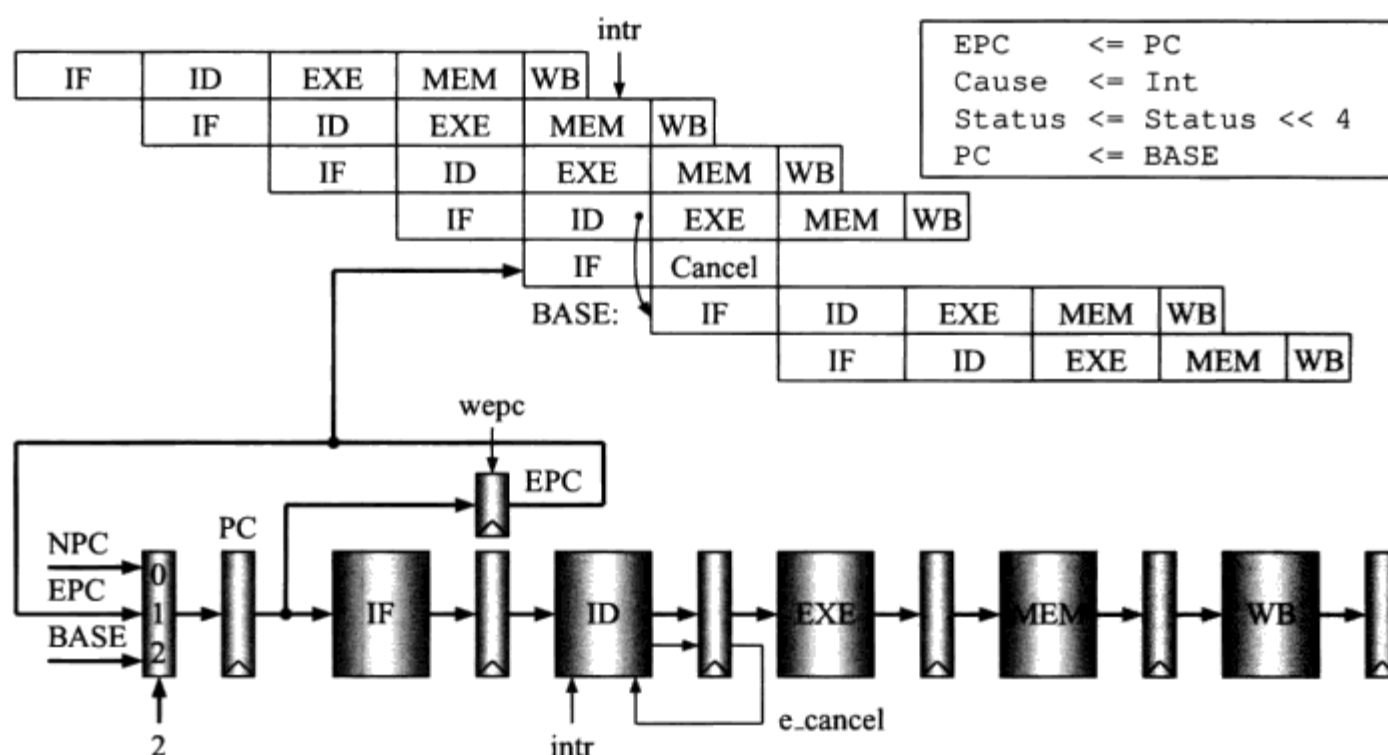 intr
EPC <= PC
Cause <= Int
Status <= Status << 4
PC <= BASE
IF ID EXE MEM WB
IF ID EXE MEM WB
IF ID EXE MEM WB
IF ID EXE MEM WB
IF Cancel
BASE: IF ID EXE MEM WB
IF ID EXE MEM WB
wepc
EPC
PC
NPC
EPC
BASE
0
1
2
IF ID EXE MEM WB
2
intr
e_cancel